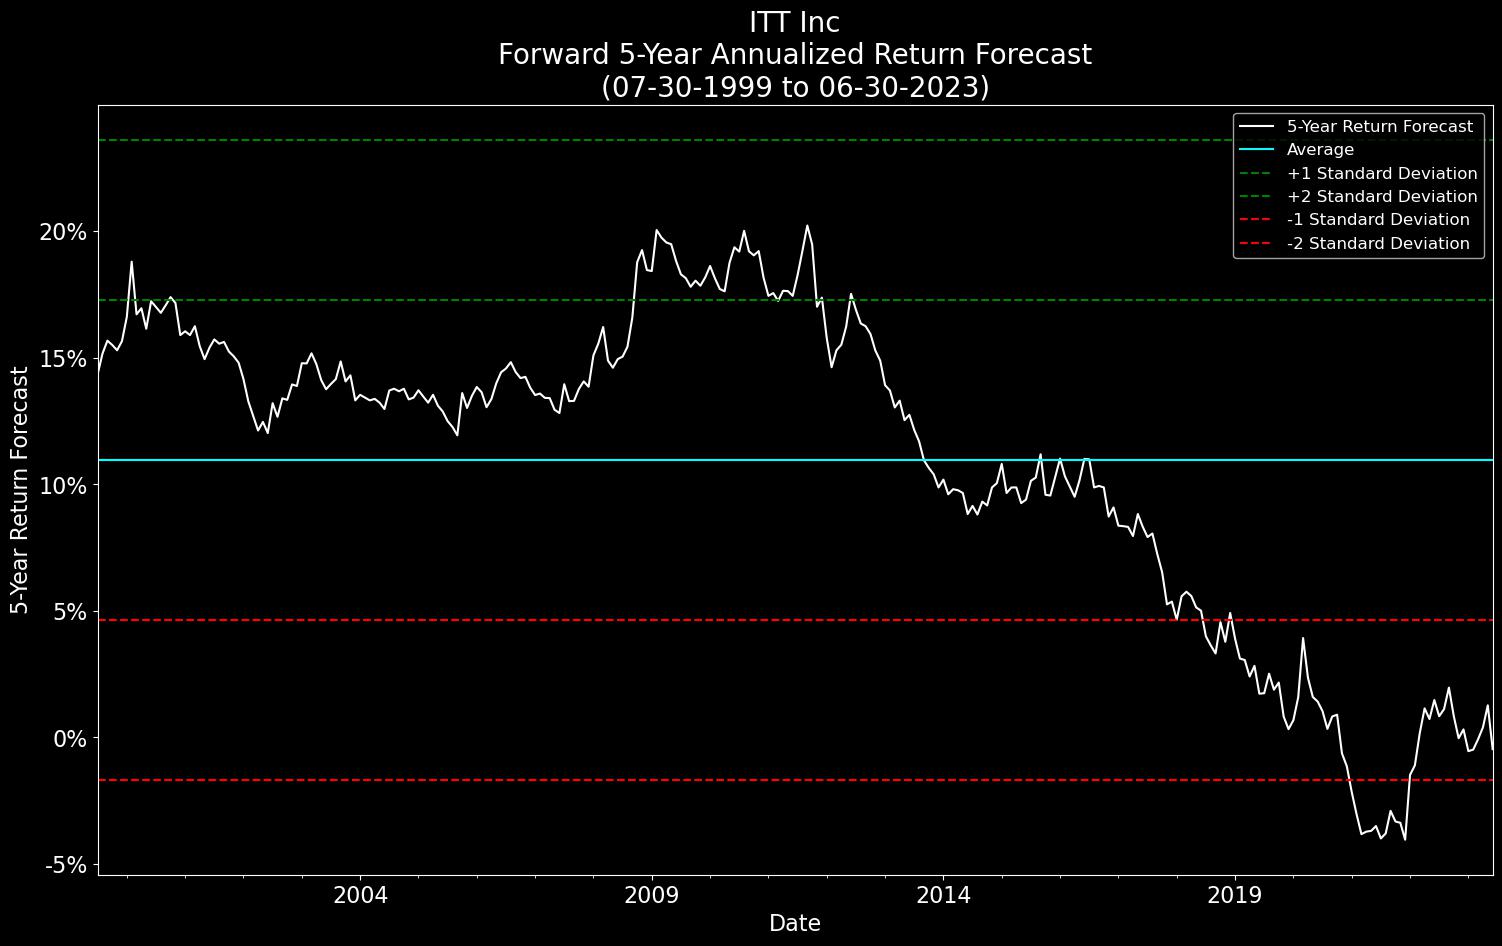 ITT Inc
Forward 5-Year Annualized Return Forecast
(07-30-1999 to 06-30-2023)
5-Year Return Forecast
Average
+1 Standard Deviation
+2 Standard Deviation
-1 Standard Deviation
-2 Standard Deviation
5-Year Return Forecast
20%
15%
10%
5%
0%
-5%
2004
2009
2014
2019
Date